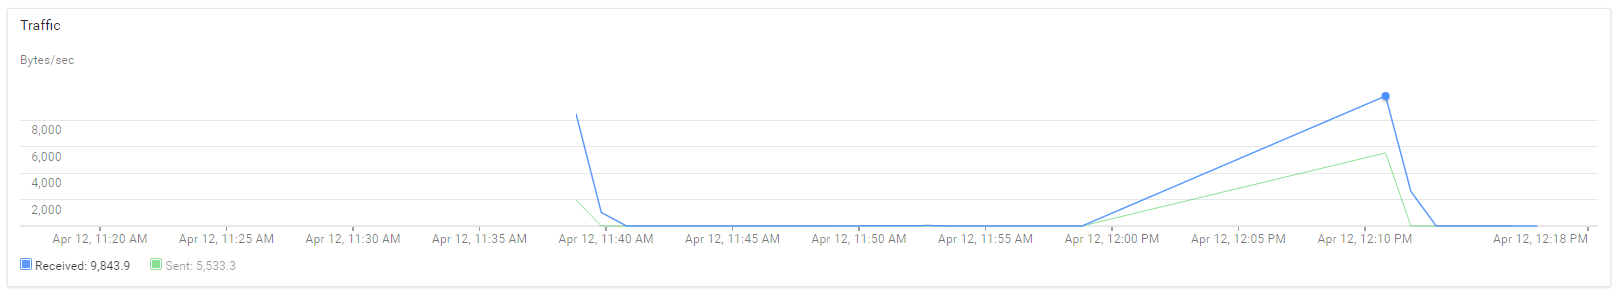 Traffic
Bytes/sec
8,000
6,000
4,000
2,000
Apr 12, 11:20 AM Apr 12, 11:25 AM Apr 12, 11:30 AM Apr 12, 11:35 AM Apr 12, 11:40 AM Apr 12, 11:45 AM Apr 12, 11:50 AM Apr 12, 11:55 AM Apr 12, 12:00 PM Apr 12, 12:05 PM Apr 12, 12:10 PM Apr 12, 12:18 PM
Received: 9,843.9 Sent: 5,533.3